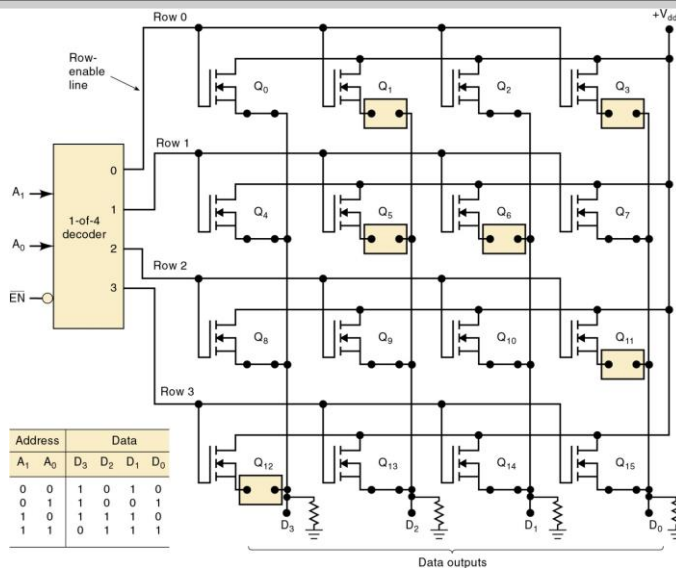 Row 0
+V_dd
Row-
enable
line
Q₀
Q₁
Q₂
Q₃
Row 1
0
A₁
1
1-of-4
decoder
Q₄
Q₅
Q₆
Q₇
A₀
2
Row 2
3
E̅N̅
Q₈
Q₉
Q₁₀
Q₁₁
Row 3
Address Data
A₁ A₀ D₃ D₂ D₁ D₀
0 0 1 0 1 0
0 1 1 0 0 1
1 0 1 1 1 0
1 1 0 1 1 1
Q₁₂
Q₁₃
Q₁₄
Q₁₅
D₃
D₂
D₁
D₀
Data outputs